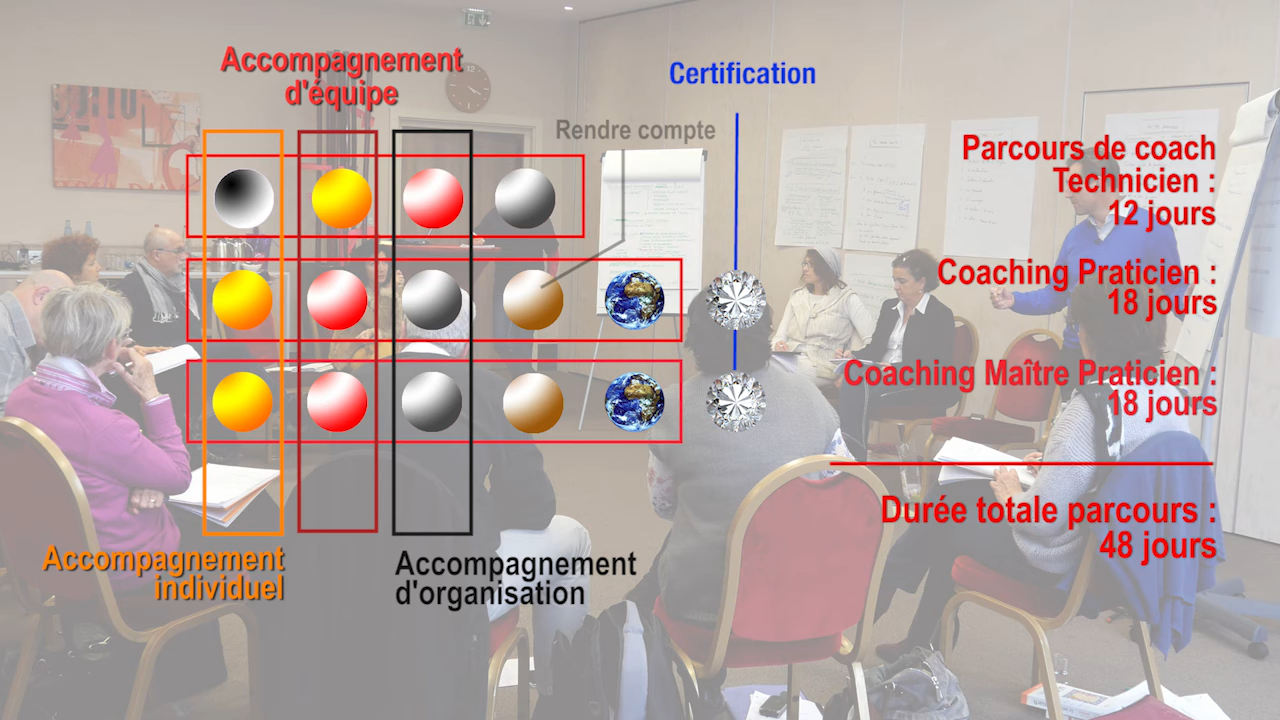 Accompagnement
d'équipe
Certification
Rendre compte
Parcours de coach
Technicien :
12 jours
Coaching Praticien :
18 jours
Coaching Maître Praticien :
18 jours
Durée totale parcours :
48 jours
Accompagnement
individuel
Accompagnement
d'organisation